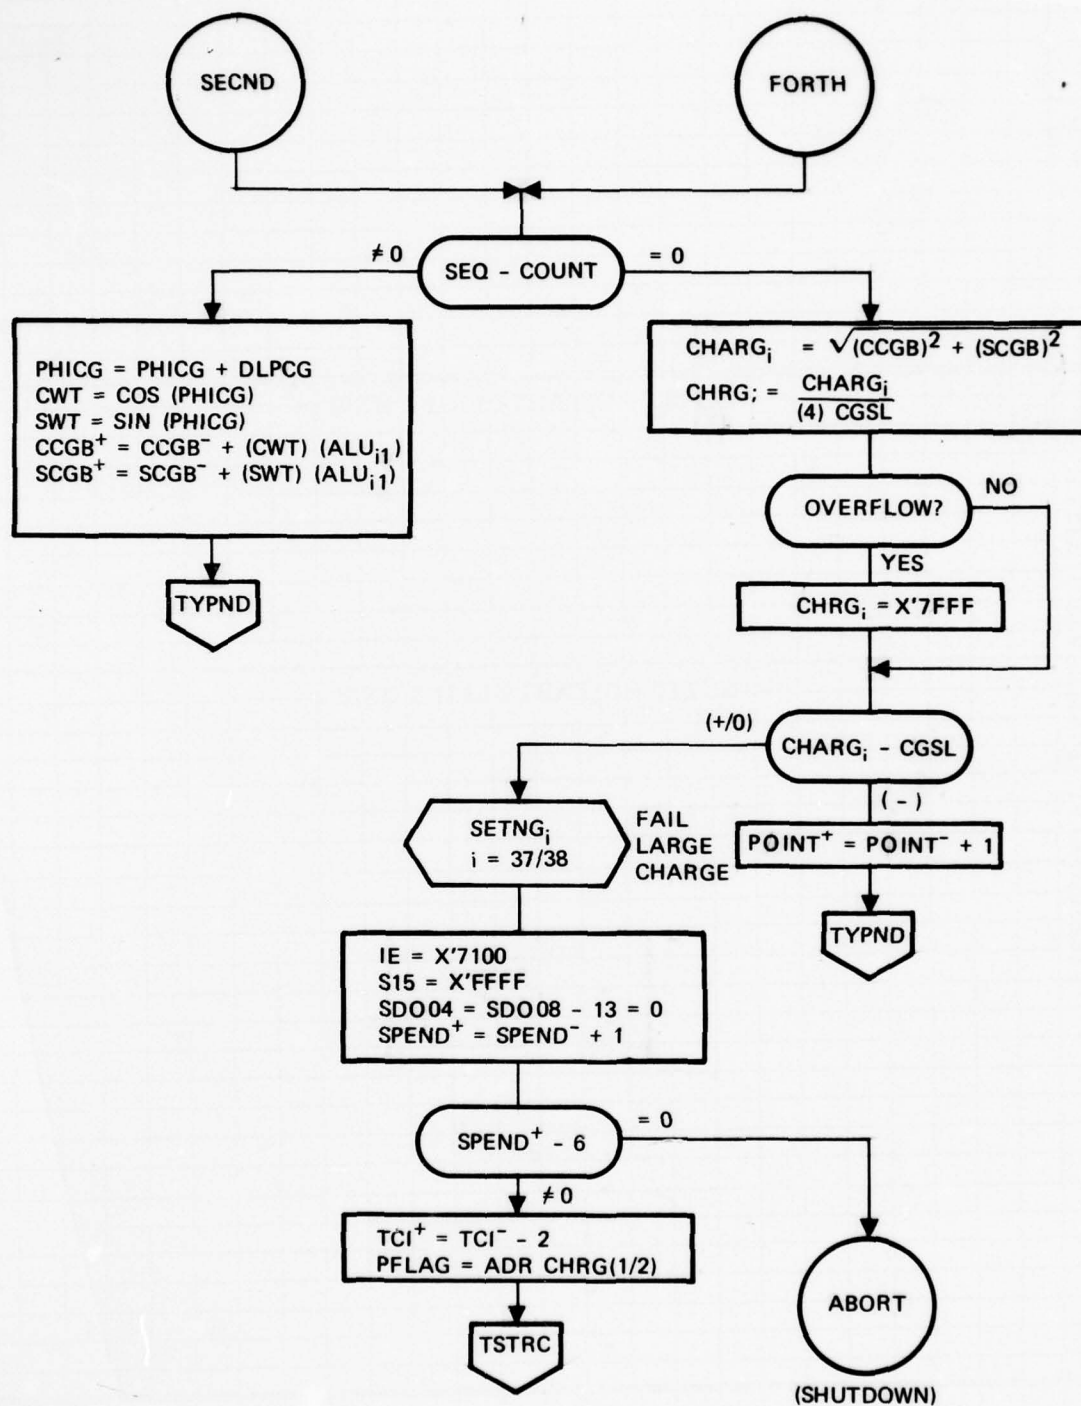 SECND
FORTH
≠ 0
SEQ - COUNT
= 0
PHICG = PHICG + DLPCG
CWT = COS (PHICG)
SWT = SIN (PHICG)
CCGB⁺ = CCGB⁻ + (CWT) (ALUᵢ₁)
SCGB⁺ = SCGB⁻ + (SWT) (ALUᵢ₁)
TYPND
CHARGᵢ = √(CCGB)² + (SCGB)²
CHRG; = CHARGᵢ
(4) CGSL
OVERFLOW?
NO
YES
CHRGᵢ = X'7FFF
(+/0)
CHARGᵢ - CGSL
(-)
SETNGᵢ
i = 37/38
FAIL
LARGE
CHARGE
POINT⁺ = POINT⁻ + 1
TYPND
IE = X'7100
S15 = X'FFFF
SDO04 = SDO08 - 13 = 0
SPEND⁺ = SPEND⁻ + 1
SPEND⁺ - 6
= 0
≠ 0
TCI⁺ = TCI⁻ - 2
PFLAG = ADR CHRG(1/2)
TSTRC
ABORT
(SHUTDOWN)